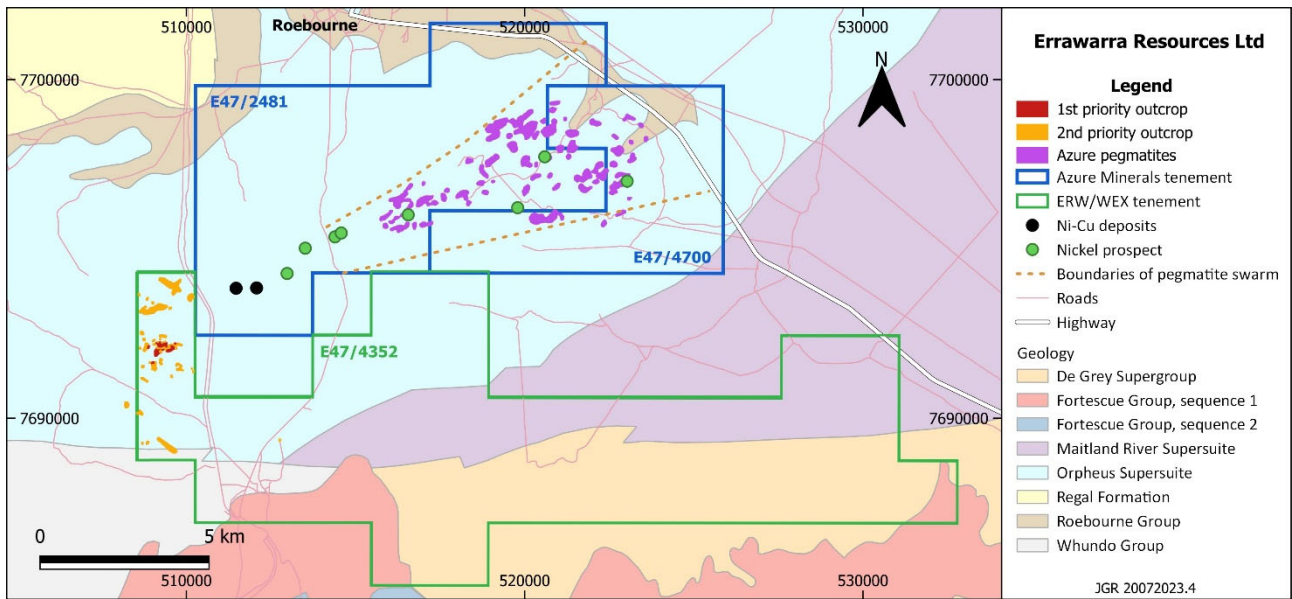 510000
Roebourne
520000
530000
7700000
7700000
N
E47/2481
E47/4700
E47/4352
7690000
7690000
0
5 km
510000
520000
530000
Errawarra Resources Ltd
Legend
1st priority outcrop
2nd priority outcrop
Azure pegmatites
Azure Minerals tenement
ERW/WEX tenement
Ni-Cu deposits
Nickel prospect
Boundaries of pegmatite swarm
Roads
Highway
Geology
De Grey Supergroup
Fortescue Group, sequence 1
Fortescue Group, sequence 2
Maitland River Supersuite
Orpheus Supersuite
Regal Formation
Roebourne Group
Whundo Group
JGR 20072023.4